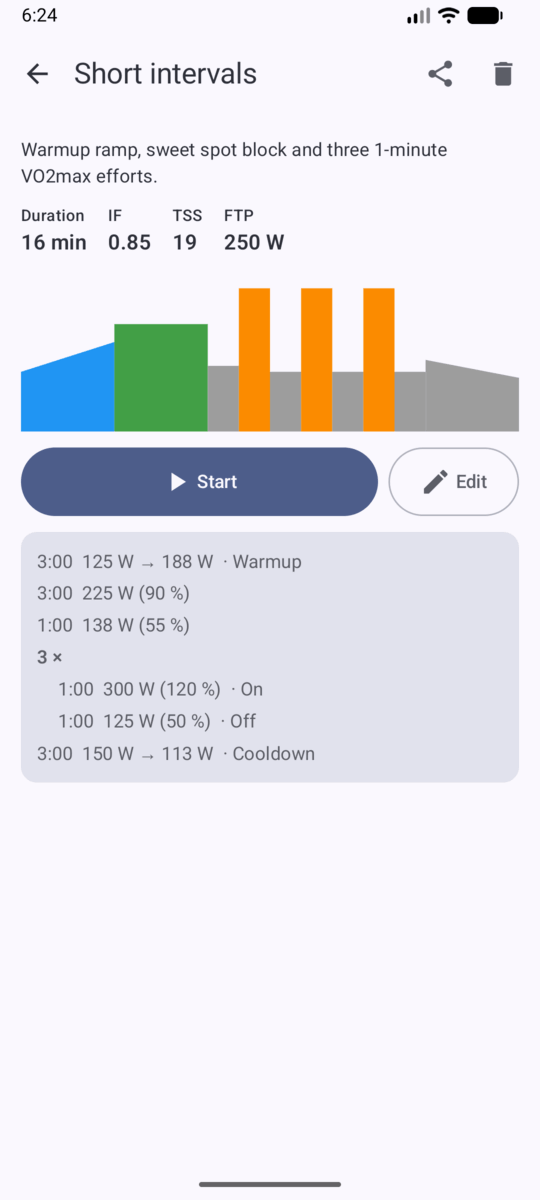 6:24
Short intervals
Warmup ramp, sweet spot block and three 1-minute
VO2max efforts.
Duration IF TSS FTP
16 min 0.85 19 250 W
Start
Edit
3:00 125 W → 188 W · Warmup
3:00 225 W (90 %)
1:00 138 W (55 %)
3 ×
1:00 300 W (120 %) · On
1:00 125 W (50 %) · Off
3:00 150 W → 113 W · Cooldown